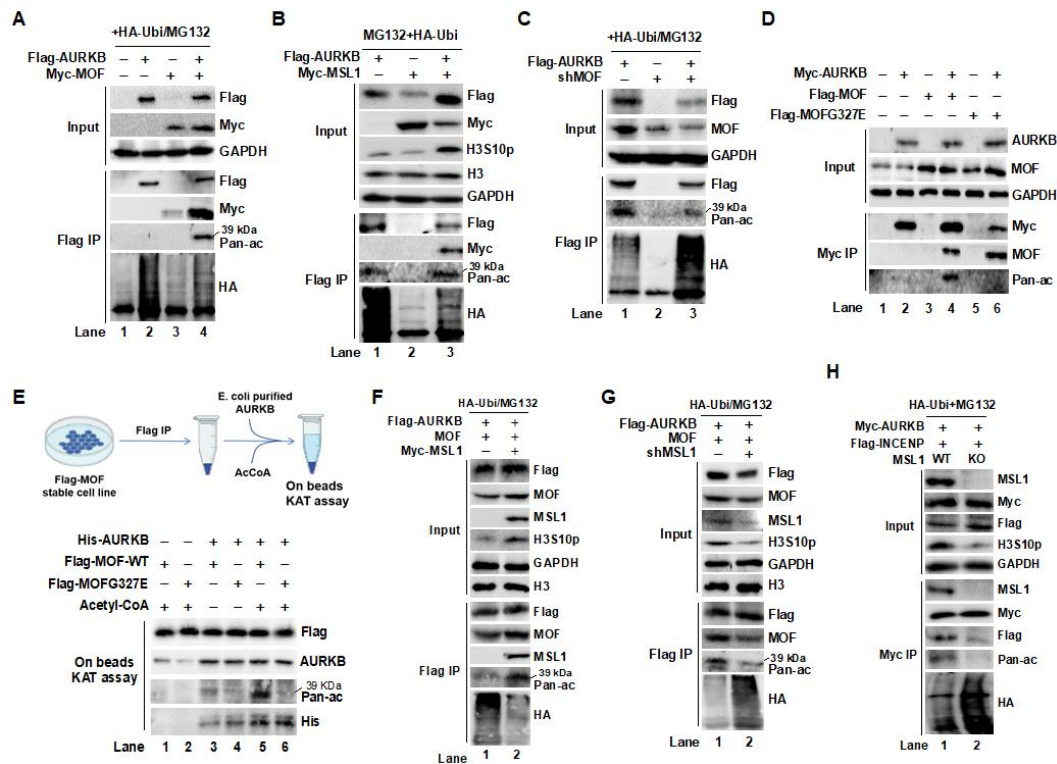 A
+HA-Ubi/MG132
Flag-AURKB – + – +
Myc-MOF – – + +
Input
Flag
Myc
GAPDH
Flag IP
Flag
Myc
39 kDa
Pan-ac
HA
Lane 1 2 3 4
B
MG132+HA-Ubi
Flag-AURKB + – +
Myc-MSL1 – + +
Input
Flag
Myc
H3S10p
H3
GAPDH
Flag IP
Flag
Myc
39 kDa
Pan-ac
HA
Lane 1 2 3
C
+HA-Ubi/MG132
Flag-AURKB + – +
shMOF – + +
Input
Flag
MOF
GAPDH
Flag IP
Flag
39 kDa
Pan-ac
HA
Lane 1 2 3
D
Myc-AURKB – + – + – +
Flag-MOF – – + + – –
Flag-MOFG327E – – – – + +
Input
AURKB
MOF
GAPDH
Myc IP
Myc
MOF
Pan-ac
Lane 1 2 3 4 5 6
E
Flag-MOF
stable cell line
Flag IP
E. coli purified
AURKB
AcCoA
On beads
KAT assay
His-AURKB – – + + + +
Flag-MOF-WT + – + – + –
Flag-MOFG327E – + – + – +
Acetyl-CoA + + – – + +
On beads
KAT assay
Flag
AURKB
39 KDa
Pan-ac
His
Lane 1 2 3 4 5 6
F
HA-Ubi/MG132
Flag-AURKB + +
MOF + +
Myc-MSL1 – +
Input
Flag
MOF
MSL1
H3S10p
GAPDH
H3
Flag IP
Flag
MOF
MSL1
39 kDa
Pan-ac
HA
Lane 1 2
G
HA-Ubi/MG132
Flag-AURKB + +
MOF + +
shMSL1 – +
Input
Flag
MOF
MSL1
H3S10p
GAPDH
H3
Flag IP
Flag
MOF
39 kDa
Pan-ac
HA
Lane 1 2
H
HA-Ubi+MG132
Myc-AURKB + +
Flag-INCENP + +
MSL1 WT KO
Input
MSL1
Myc
Flag
H3S10p
GAPDH
Myc IP
MSL1
Myc
Flag
Pan-ac
HA
Lane 1 2